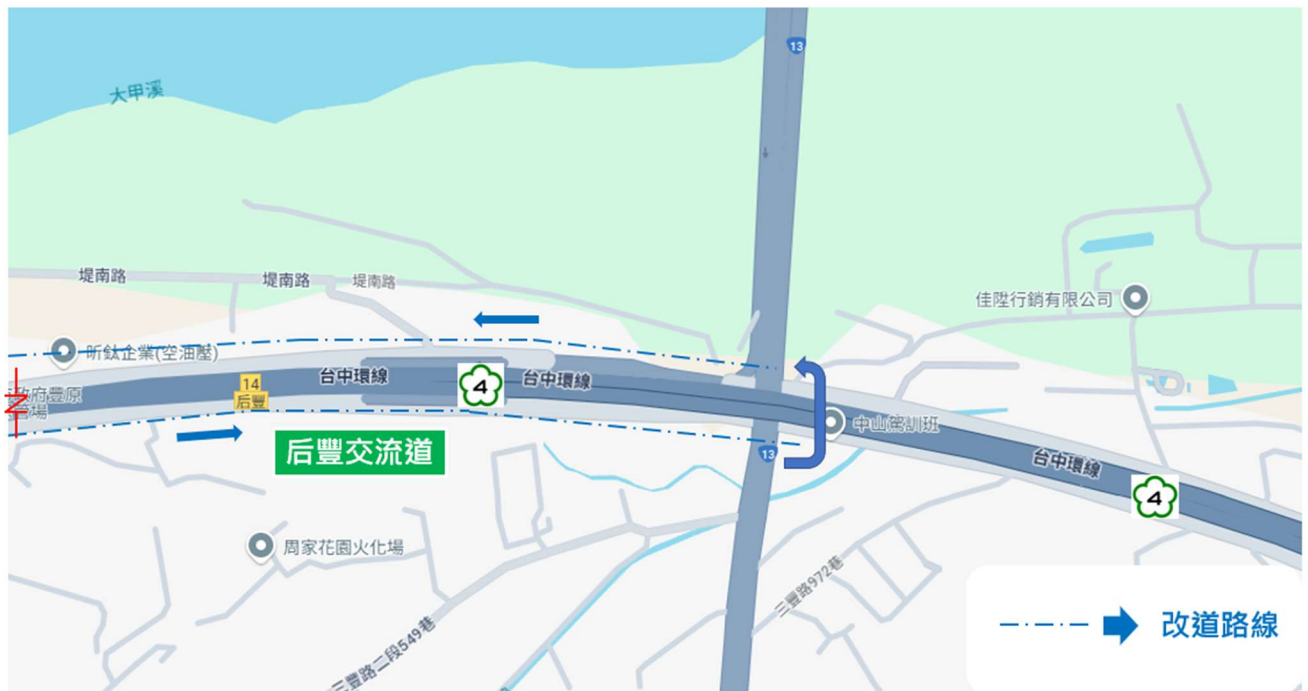 13
大甲溪
堤南路
堤南路
堤南路
佳陞行銷有限公司
昕鈦企業(空油壓)
14
后豐
台中環線
4
台中環線
政府豐原
后豐交流道
13
中山駕訓班
台中環線
4
周家花園火化場
三豐路972巷
三豐路二段549巷
改道路線